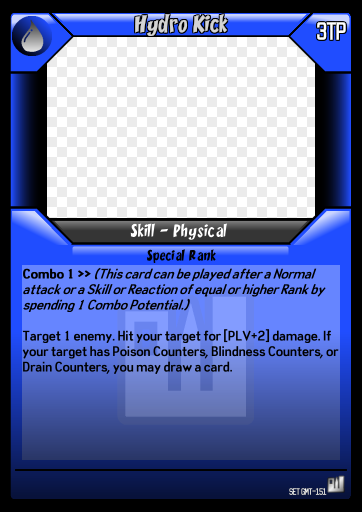 Hydro Kick
3TP
Skill - Physical
Special Rank
Combo 1 >> (This card can be played after a Normal
attack or a Skill or Reaction of equal or higher Rank by
spending 1 Combo Potential.)
Target 1 enemy. Hit your target for [PLV+2] damage. If
your target has Poison Counters, Blindness Counters, or
Drain Counters, you may draw a card.
SET GMT-151